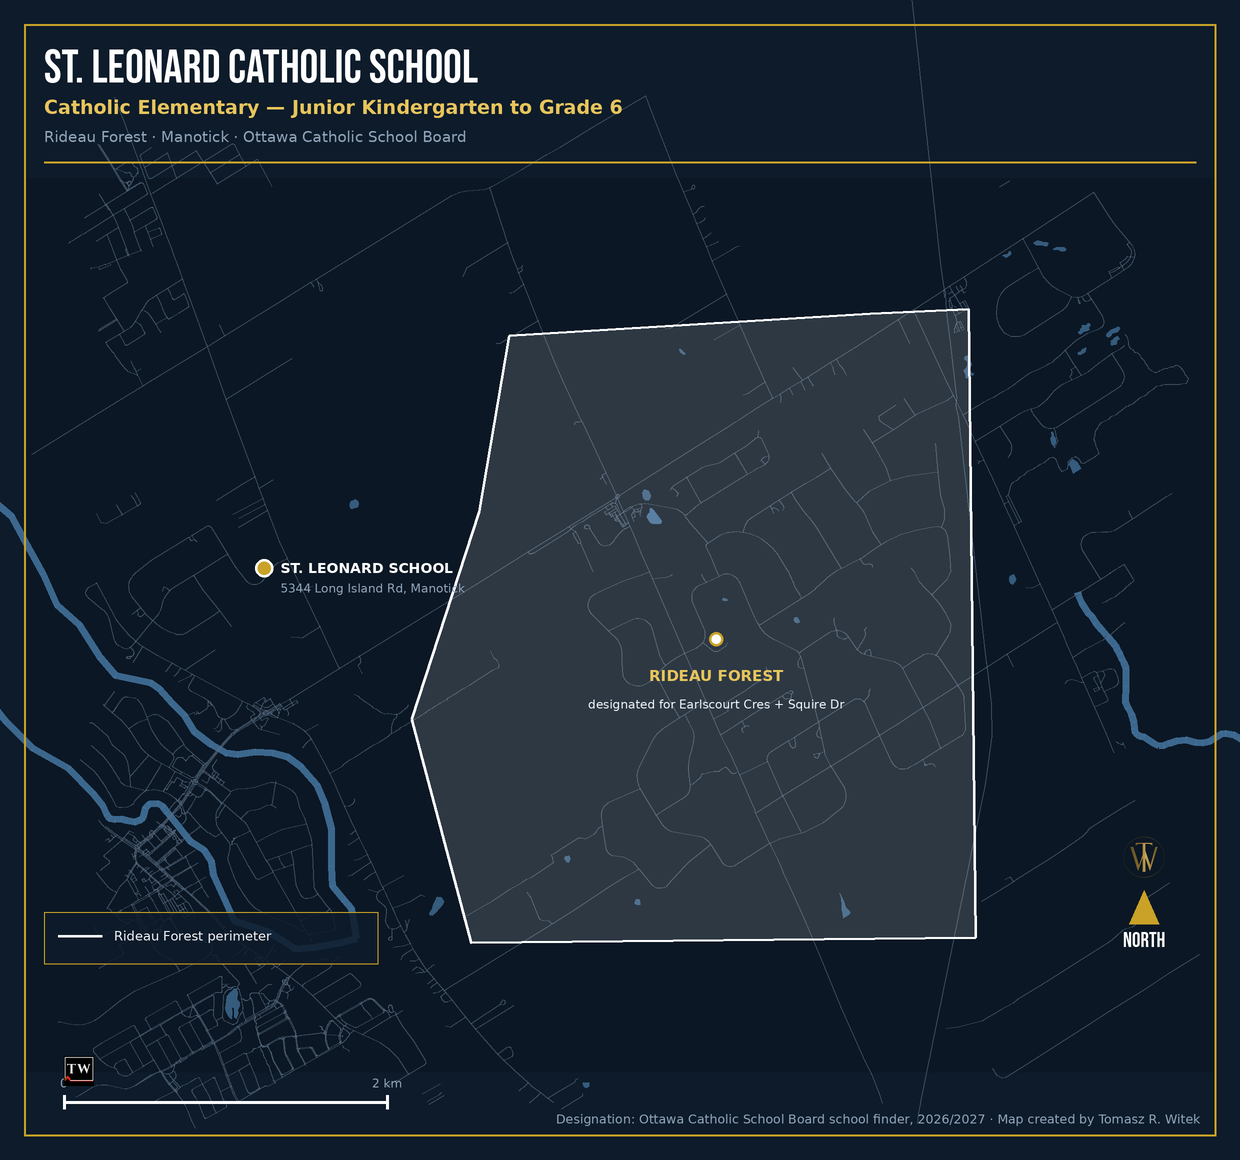 ST. LEONARD CATHOLIC SCHOOL
Catholic Elementary — Junior Kindergarten to Grade 6
Rideau Forest · Manotick · Ottawa Catholic School Board
ST. LEONARD SCHOOL
5344 Long Island Rd, Manotick
RIDEAU FOREST
designated for Earlscourt Cres + Squire Dr
TW
NORTH
Rideau Forest perimeter
TW
0 2 km
Designation: Ottawa Catholic School Board school finder, 2026/2027 · Map created by Tomasz R. Witek